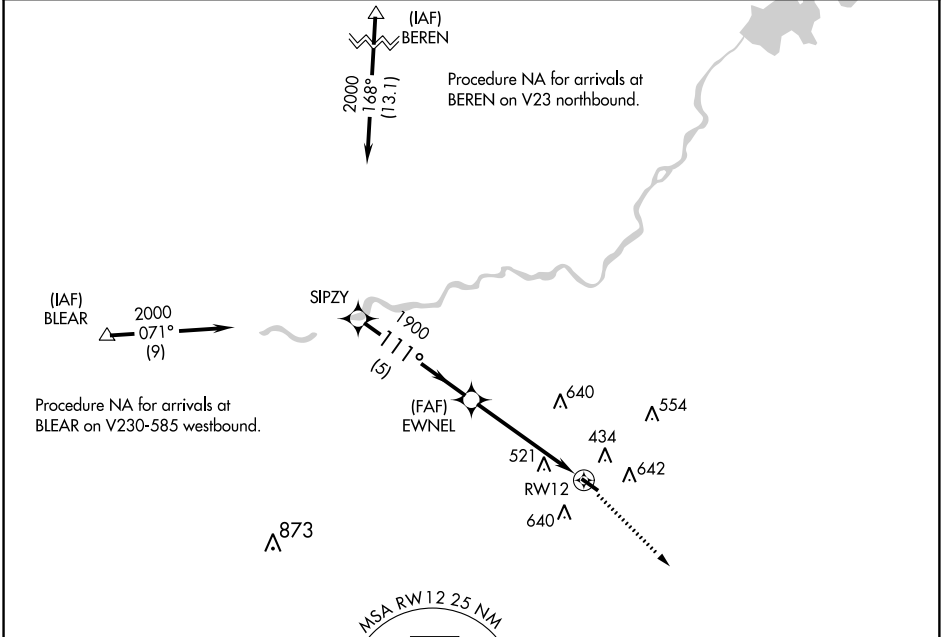 (IAF)
BEREN
2000
168°
(13.1)
Procedure NA for arrivals at
BEREN on V23 northbound.
(IAF)
BLEAR
2000
071°
(9)
SIPZY
1900
111°
(5)
Procedure NA for arrivals at
BLEAR on V230-585 westbound.
(FAF)
EWNEL
640
554
434
521
642
RW12
640
873
MSA RW12 25 NM